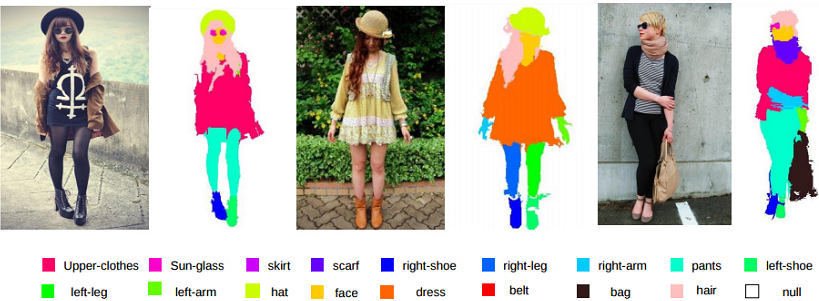 Upper-clothes Sun-glass skirt scarf right-shoe right-leg right-arm pants left-shoe
left-leg left-arm hat face dress belt bag hair null